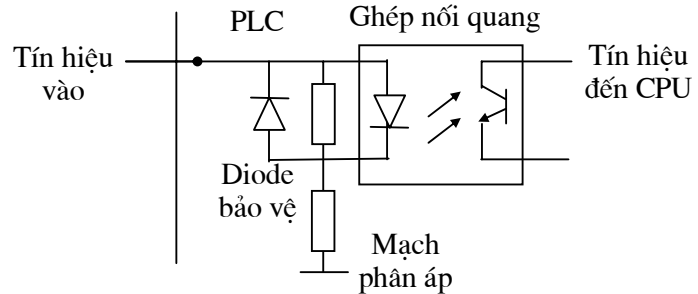 PLC
Ghép nối quang
Tín hiệu
vào
Tín hiệu
đến CPU
Diode
bảo vệ
Mạch
phân áp